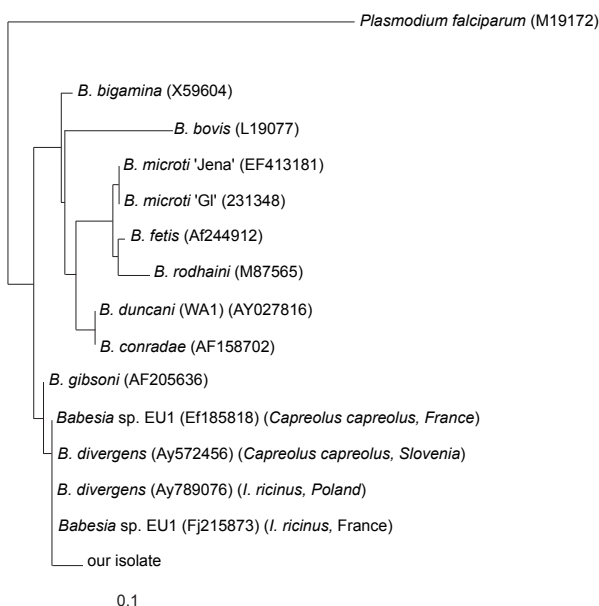 Plasmodium falciparum (M19172)
B. bigamina (X59604)
B. bovis (L19077)
B. microti 'Jena' (EF413181)
B. microti 'Gl' (231348)
B. fetis (Af244912)
B. rodhaini (M87565)
B. duncani (WA1) (AY027816)
B. conradae (AF158702)
B. gibsoni (AF205636)
Babesia sp. EU1 (Ef185818) (Capreolus capreolus, France)
B. divergens (Ay572456) (Capreolus capreolus, Slovenia)
B. divergens (Ay789076) (I. ricinus, Poland)
Babesia sp. EU1 (Fj215873) (I. ricinus, France)
our isolate
0.1